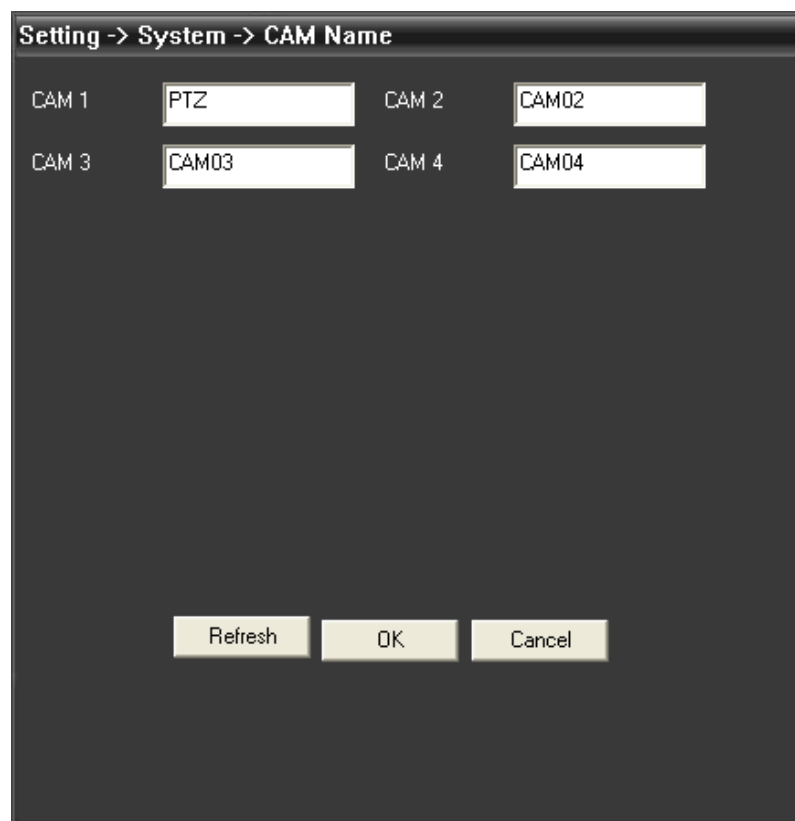 Setting -> System -> CAM Name
CAM 1 PTZ CAM 2 CAM02
CAM 3 CAM03 CAM 4 CAM04
Refresh OK Cancel